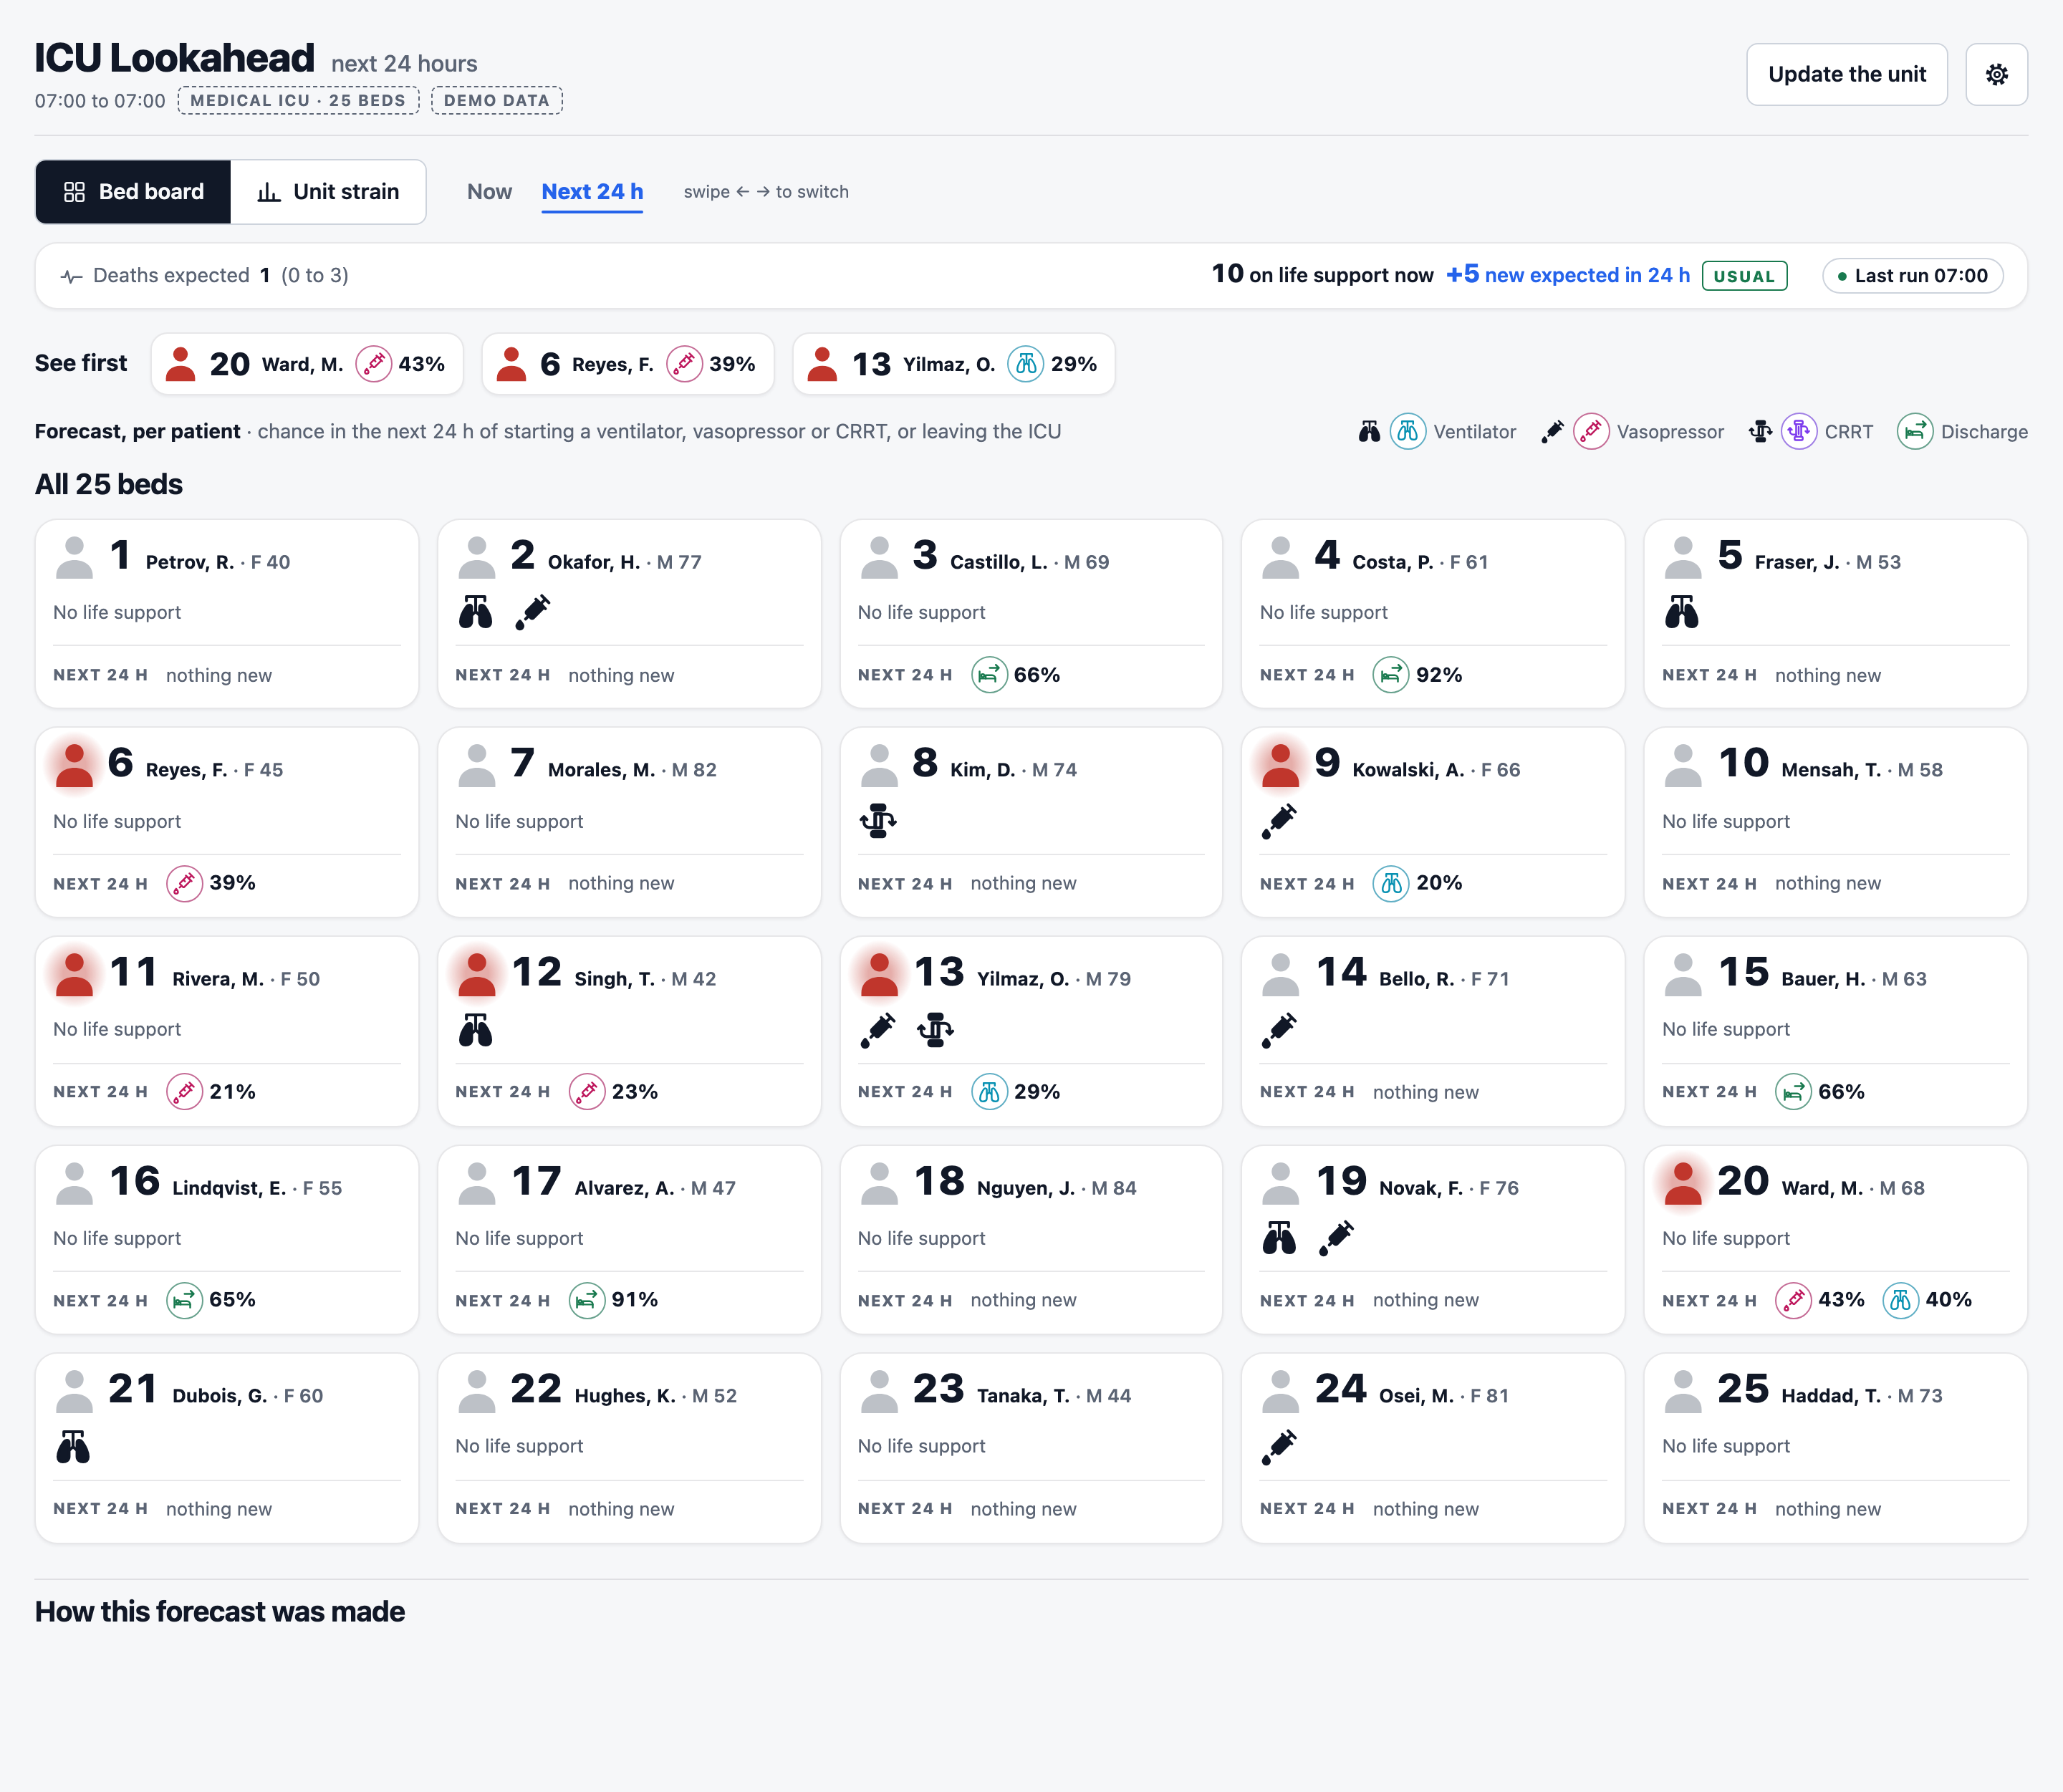 ICU Lookahead next 24 hours
Update the unit
07:00 to 07:00 MEDICAL ICU · 25 BEDS DEMO DATA
Bed board Unit strain Now Next 24 h swipe ← → to switch
Deaths expected 1 (0 to 3) 10 on life support now +5 new expected in 24 h USUAL Last run 07:00
See first 20 Ward, M. 43% 6 Reyes, F. 39% 13 Yilmaz, O. 29%
Forecast, per patient · chance in the next 24 h of starting a ventilator, vasopressor or CRRT, or leaving the ICU Ventilator Vasopressor CRRT Discharge
All 25 beds
1 Petrov, R. · F 40
No life support
NEXT 24 H nothing new
2 Okafor, H. · M 77
NEXT 24 H nothing new
3 Castillo, L. · M 69
No life support
NEXT 24 H 66%
4 Costa, P. · F 61
No life support
NEXT 24 H 92%
5 Fraser, J. · M 53
NEXT 24 H nothing new
6 Reyes, F. · F 45
No life support
NEXT 24 H 39%
7 Morales, M. · M 82
No life support
NEXT 24 H nothing new
8 Kim, D. · M 74
NEXT 24 H nothing new
9 Kowalski, A. · F 66
NEXT 24 H 20%
10 Mensah, T. · M 58
No life support
NEXT 24 H nothing new
11 Rivera, M. · F 50
No life support
NEXT 24 H 21%
12 Singh, T. · M 42
NEXT 24 H 23%
13 Yilmaz, O. · M 79
NEXT 24 H 29%
14 Bello, R. · F 71
NEXT 24 H nothing new
15 Bauer, H. · M 63
No life support
NEXT 24 H 66%
16 Lindqvist, E. · F 55
No life support
NEXT 24 H 65%
17 Alvarez, A. · M 47
No life support
NEXT 24 H 91%
18 Nguyen, J. · M 84
No life support
NEXT 24 H nothing new
19 Novak, F. · F 76
NEXT 24 H nothing new
20 Ward, M. · M 68
No life support
NEXT 24 H 43% 40%
21 Dubois, G. · F 60
NEXT 24 H nothing new
22 Hughes, K. · M 52
No life support
NEXT 24 H nothing new
23 Tanaka, T. · M 44
No life support
NEXT 24 H nothing new
24 Osei, M. · F 81
NEXT 24 H nothing new
25 Haddad, T. · M 73
No life support
NEXT 24 H nothing new
How this forecast was made